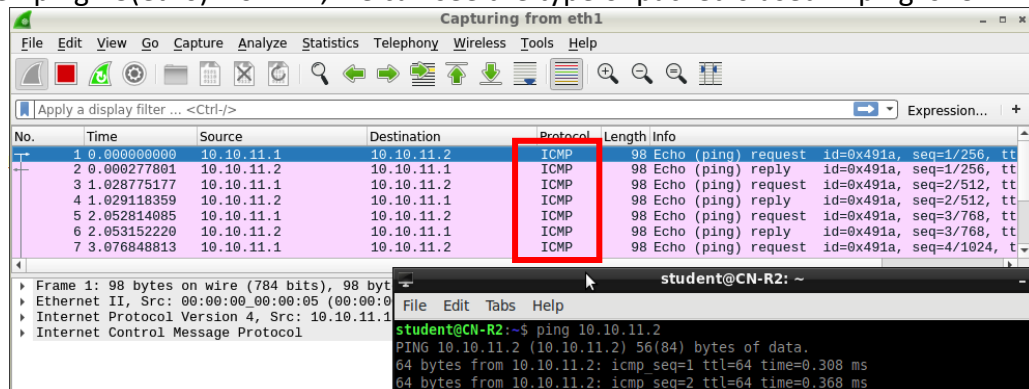 Capturing from eth1
File Edit View Go Capture Analyze Statistics Telephony Wireless Tools Help
Apply a display filter ... <Ctrl-/>
Expression... +
No. Time Source Destination Protocol Length Info
1 0.000000000 10.10.11.1 10.10.11.2 ICMP 98 Echo (ping) request id=0x491a, seq=1/256, tt
2 0.000277801 10.10.11.2 10.10.11.1 ICMP 98 Echo (ping) reply id=0x491a, seq=1/256, tt
3 1.028775177 10.10.11.1 10.10.11.2 ICMP 98 Echo (ping) request id=0x491a, seq=2/512, tt
4 1.029118359 10.10.11.2 10.10.11.1 ICMP 98 Echo (ping) reply id=0x491a, seq=2/512, tt
5 2.052814085 10.10.11.1 10.10.11.2 ICMP 98 Echo (ping) request id=0x491a, seq=3/768, tt
6 2.053152220 10.10.11.2 10.10.11.1 ICMP 98 Echo (ping) reply id=0x491a, seq=3/768, tt
7 3.076848813 10.10.11.1 10.10.11.2 ICMP 98 Echo (ping) request id=0x491a, seq=4/1024, t
Frame 1: 98 bytes on wire (784 bits), 98 byt
Ethernet II, Src: 00:00:00_00:00:05 (00:00:0
Internet Protocol Version 4, Src: 10.10.11.1
Internet Control Message Protocol
student@CN-R2: ~
File Edit Tabs Help
student@CN-R2:~$ ping 10.10.11.2
PING 10.10.11.2 (10.10.11.2) 56(84) bytes of data.
64 bytes from 10.10.11.2: icmp_seq=1 ttl=64 time=0.308 ms
64 bytes from 10.10.11.2: icmp_seq=2 ttl=64 time=0.368 ms